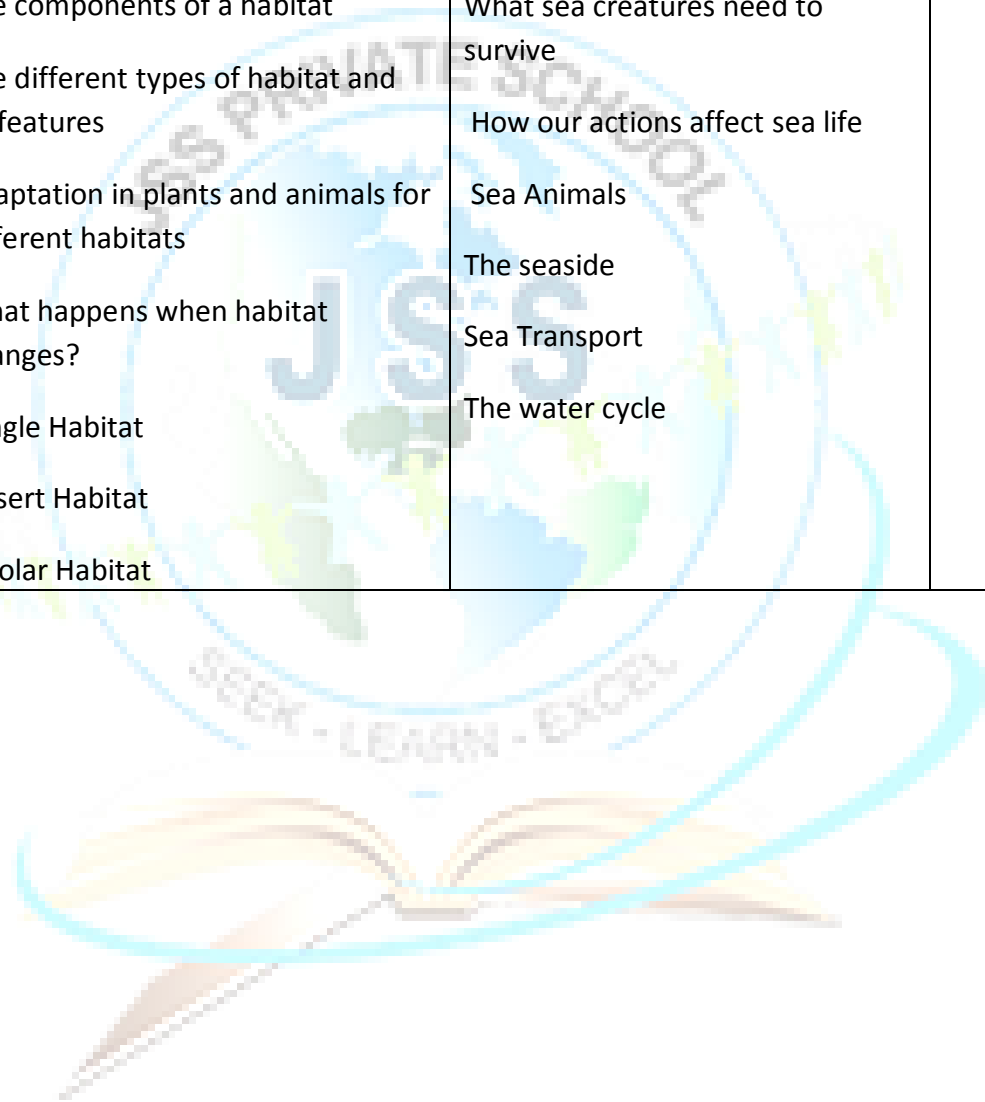 e components of a habitat
e different types of habitat and
features
aptation in plants and animals for
ferent habitats
at happens when habitat
anges?
gle Habitat
sert Habitat
olar Habitat
What sea creatures need to
survive
How our actions affect sea life
Sea Animals
The seaside
Sea Transport
The water cycle
JSS PRIVATE SCHOOL
JSS
SEEK - LEARN - EXCEL